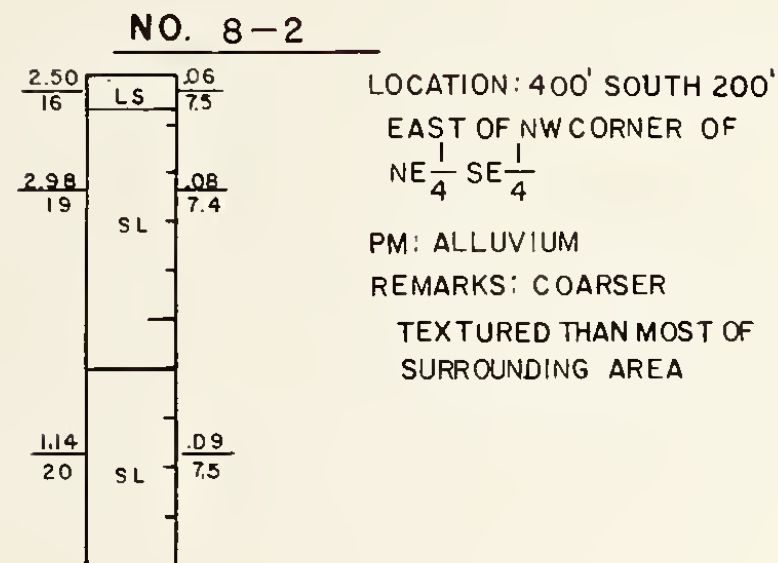 NO. 8-2
2.50 .06
16 LS 7.5
2.98 .08
19 7.4
SL
1.14 .09
20 SL 7.5
LOCATION: 400' SOUTH 200'
EAST OF NW CORNER OF
NE 1/4 SE 1/4
PM: ALLUVIUM
REMARKS: COARSER
TEXTURED THAN MOST OF
SURROUNDING AREA